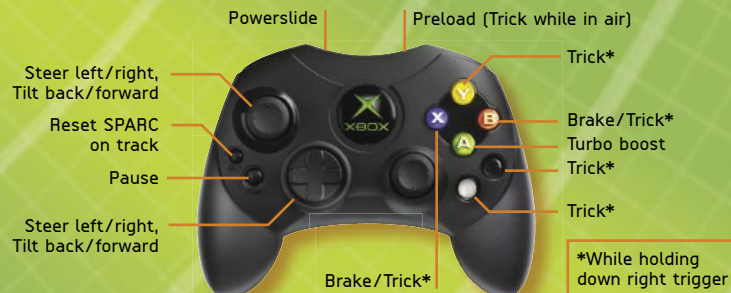 Powerslide
Preload (Trick while in air)
Steer left/right,
Tilt back/forward
Trick*
Reset SPARC
on track
Brake/Trick*
Turbo boost
Pause
Trick*
Steer left/right,
Tilt back/forward
Trick*
Brake/Trick*
*While holding
down right trigger
XBOX
Y
X
B
A